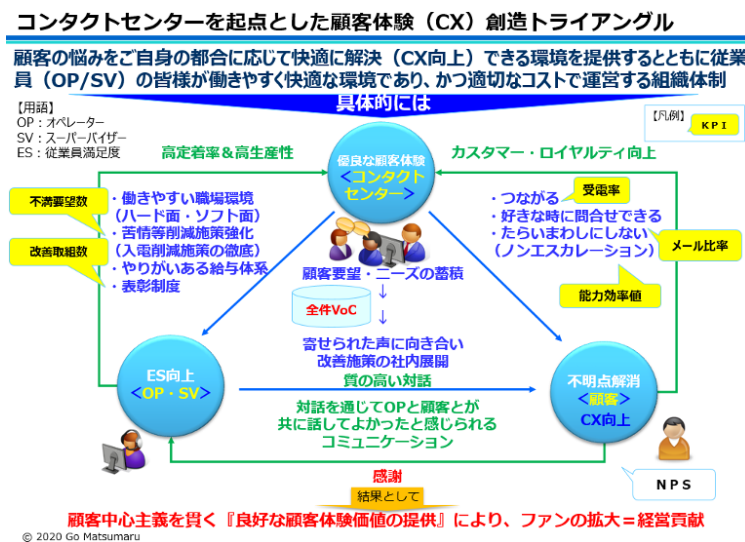 コンタクトセンターを起点とした顧客体験（CX）創造トライアングル
顧客の悩みをご自身の都合に応じて快適に解決（CX向上）できる環境を提供するとともに従業
員（OP/SV）の皆様が働きやすく快適な環境であり、かつ適切なコストで運営する組織体制
具体的には
【用語】
OP：オペレーター
SV：スーパーバイザー
ES：従業員満足度
【凡例】
ＫＰＩ
高定着率＆高生産性
カスタマー・ロイヤルティ向上
優良な顧客体験
＜コンタクト
センター＞
不満要望数
改善取組数
・働きやすい職場環境
（ハード面・ソフト面）
・苦情等削減施策強化
（入電削減施策の徹底）
・やりがいある給与体系
・表彰制度
受電率
・つながる
・好きな時に問合せできる
・たらいまわしにしない
（ノンエスカレーション）
メール比率
能力効率値
顧客要望・ニーズの蓄積
↓
全件VoC
↓
寄せられた声に向き合い
改善施策の社内展開
ES向上
＜OP・SV＞
質の高い対話
不明点解消
＜顧客＞
CX向上
対話を通じてOPと顧客とが
共に話してよかったと感じられる
コミュニケーション
感謝
ＮＰＳ
結果として
顧客中心主義を貫く『良好な顧客体験価値の提供』により、ファンの拡大＝経営貢献
© 2020 Go Matsumaru